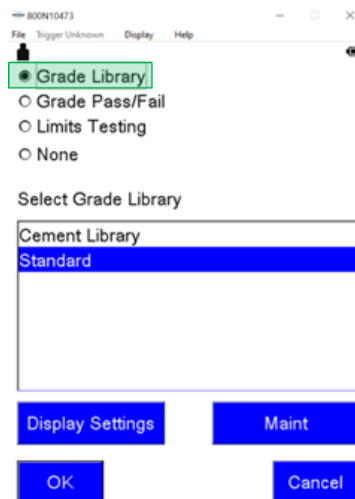 800N10473
File Trigger Unknown Display Help
Grade Library
Grade Pass/Fail
Limits Testing
None
Select Grade Library
Cement Library
Standard
Display Settings Maint
OK Cancel